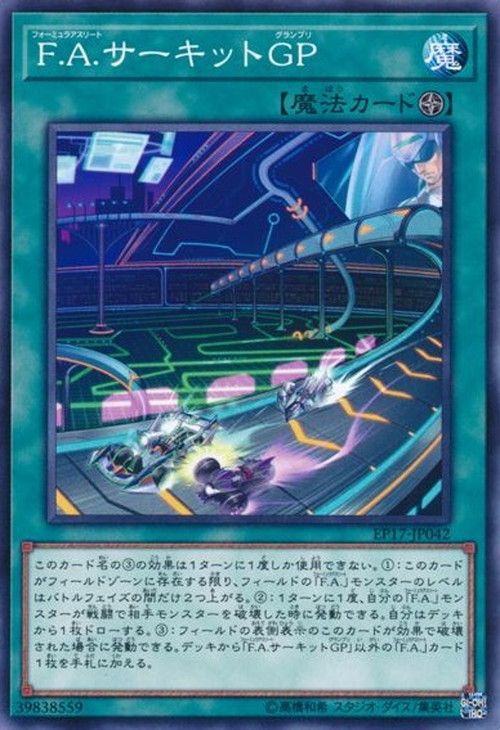 フォーミュラアスリート グランプリ
F.A.サーキットGP
魔
【魔法カード】
EP17-JP042
このカード名の③の効果は1ターンに1度しか使用できない。①:このカード
がフィールドゾーンに存在する限り、フィールドの「F.A.」モンスターのレベル
はバトルフェイズの間だけ2つ上がる。②:1ターンに1度、自分の「F.A.」モン
スターが戦闘で相手モンスターを破壊した時に発動できる。自分はデッキ
から1枚ドローする。③:フィールドの表側表示のこのカードが効果で破壊
された場合に発動できる。デッキから「F.A.サーキットGP」以外の「F.A.」カード
1枚を手札に加える。
39838559
©高橋和希 スタジオ・ダイス/集英社